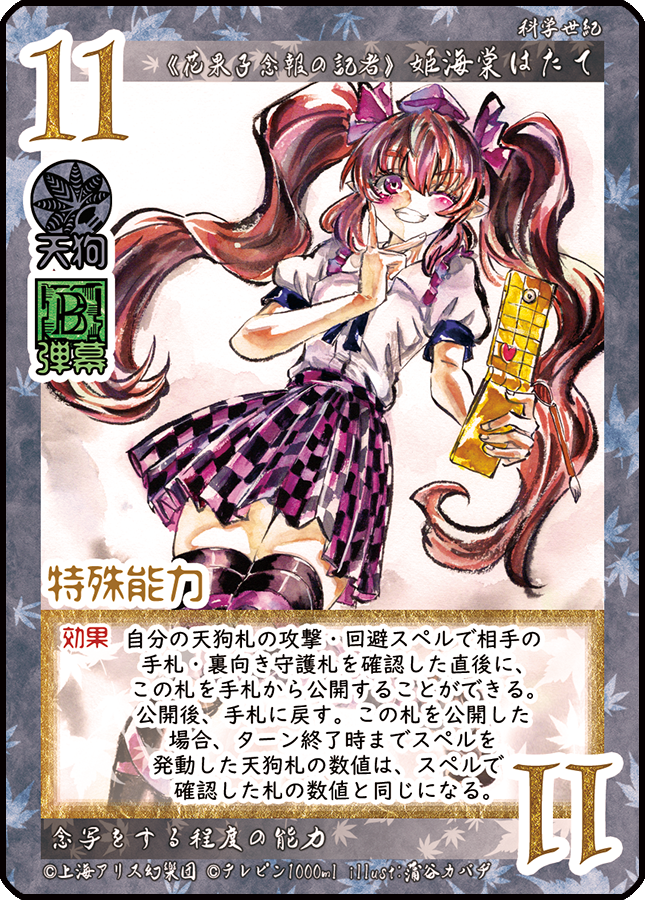 科学世紀
11
《花果子念報の記者》 姫海棠はたて
天狗
B
弾幕
特殊能力
効果 自分の天狗札の攻撃・回避スペルで相手の
手札・裏向き守護札を確認した直後に、
この札を手札から公開することができる。
公開後、手札に戻す。この札を公開した
場合、ターン終了時までスペルを
発動した天狗札の数値は、スペルで
確認した札の数値と同じになる。
11
念写をする程度の能力
©上海アリス幻樂団 ©テレピン1000ml illust:蒲谷カバヂ